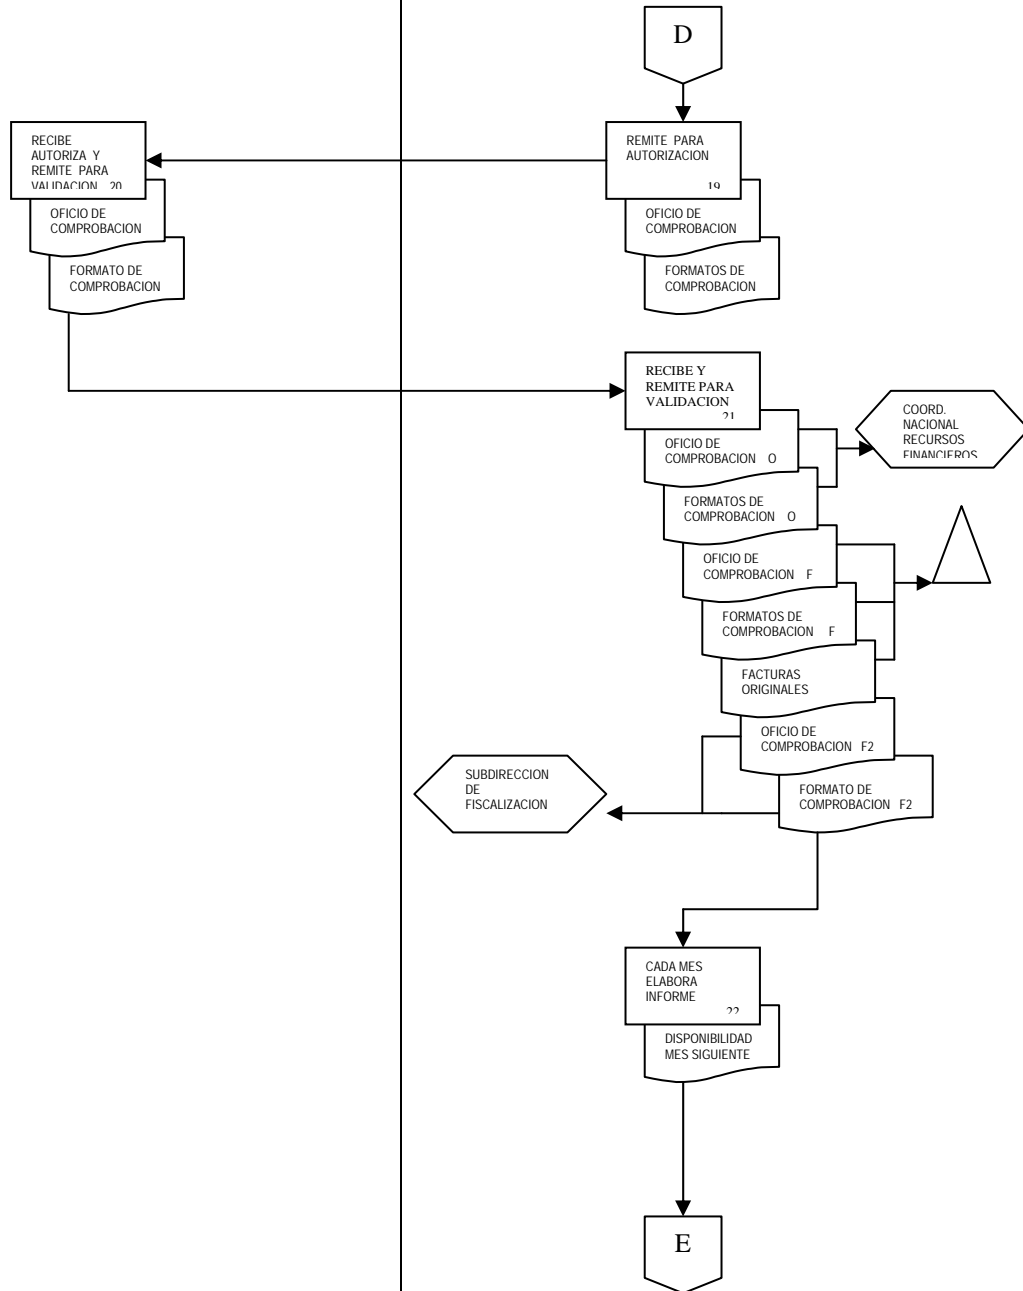 D
REMITE PARA
AUTORIZACION
19
OFICIO DE
COMPROBACION
FORMATOS DE
COMPROBACION
RECIBE
AUTORIZA Y
REMITE PARA
VALIDACION 20
OFICIO DE
COMPROBACION
FORMATO DE
COMPROBACION
RECIBE Y
REMITE PARA
VALIDACION
21
OFICIO DE
COMPROBACION O
FORMATOS DE
COMPROBACION O
COORD.
NACIONAL
RECURSOS
FINANCIEROS
OFICIO DE
COMPROBACION F
FORMATOS DE
COMPROBACION F
FACTURAS
ORIGINALES
OFICIO DE
COMPROBACION F2
FORMATO DE
COMPROBACION F2
SUBDIRECCION
DE
FISCALIZACION
CADA MES
ELABORA
INFORME
22
DISPONIBILIDAD
MES SIGUIENTE
E